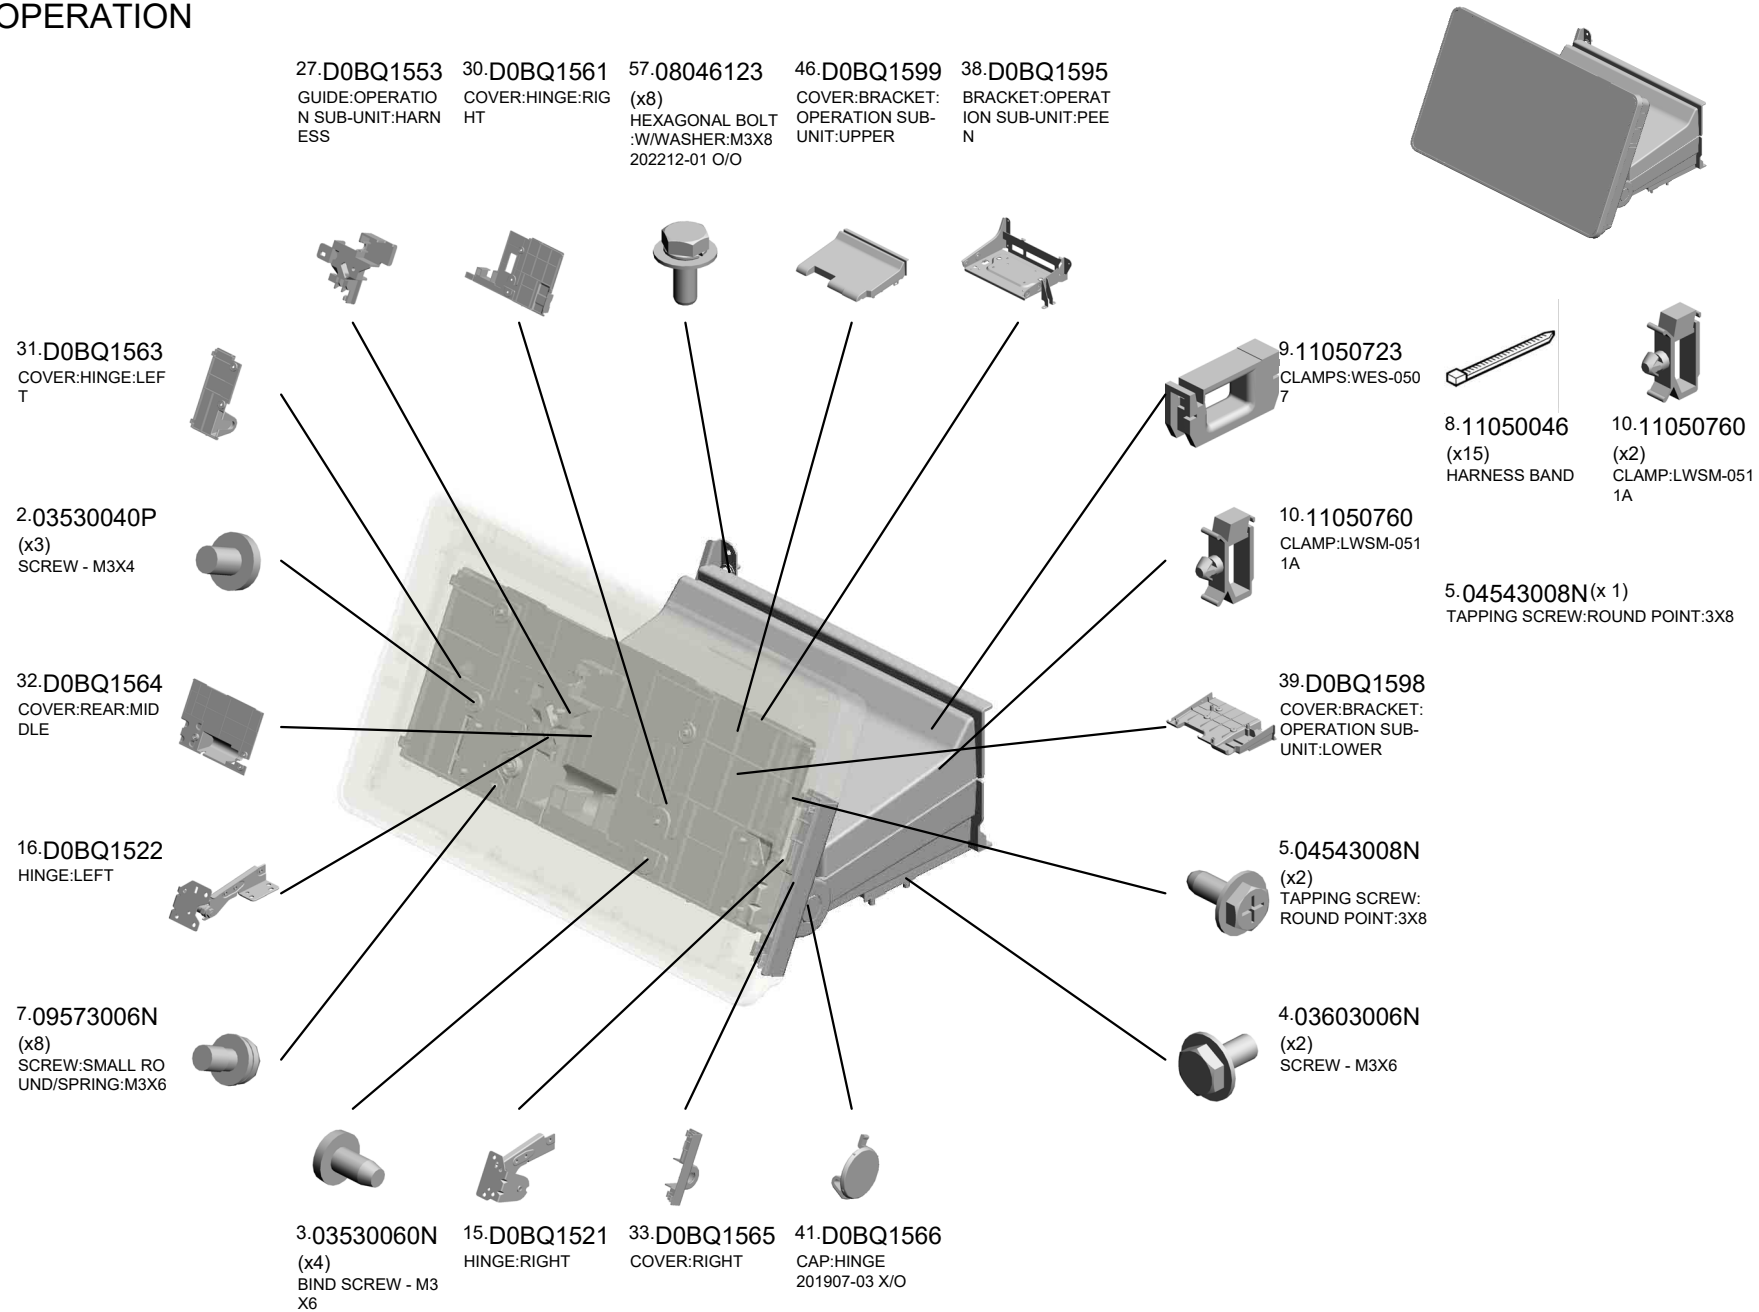 OPERATION
27.D0BQ1553
GUIDE:OPERATIO
N SUB-UNIT:HARN
ESS
30.D0BQ1561
COVER:HINGE:RIG
HT
57.08046123
(x8)
HEXAGONAL BOLT
:W/WASHER:M3X8
202212-01 O/O
46.D0BQ1599
COVER:BRACKET:
OPERATION SUB-
UNIT:UPPER
38.D0BQ1595
BRACKET:OPERAT
ION SUB-UNIT:PEE
N
31.D0BQ1563
COVER:HINGE:LEF
T
2.03530040P
(x3)
SCREW - M3X4
32.D0BQ1564
COVER:REAR:MID
DLE
16.D0BQ1522
HINGE:LEFT
7.09573006N
(x8)
SCREW:SMALL RO
UND/SPRING:M3X6
9.11050723
CLAMPS:WES-050
7
8.11050046
(x15)
HARNESS BAND
10.11050760
(x2)
CLAMP:LWSM-051
1A
10.11050760
CLAMP:LWSM-051
1A
5.04543008N(x 1)
TAPPING SCREW:ROUND POINT:3X8
39.D0BQ1598
COVER:BRACKET:
OPERATION SUB-
UNIT:LOWER
5.04543008N
(x2)
TAPPING SCREW:
ROUND POINT:3X8
4.03603006N
(x2)
SCREW - M3X6
3.03530060N
(x4)
BIND SCREW - M3
X6
15.D0BQ1521
HINGE:RIGHT
33.D0BQ1565
COVER:RIGHT
41.D0BQ1566
CAP:HINGE
201907-03 X/O